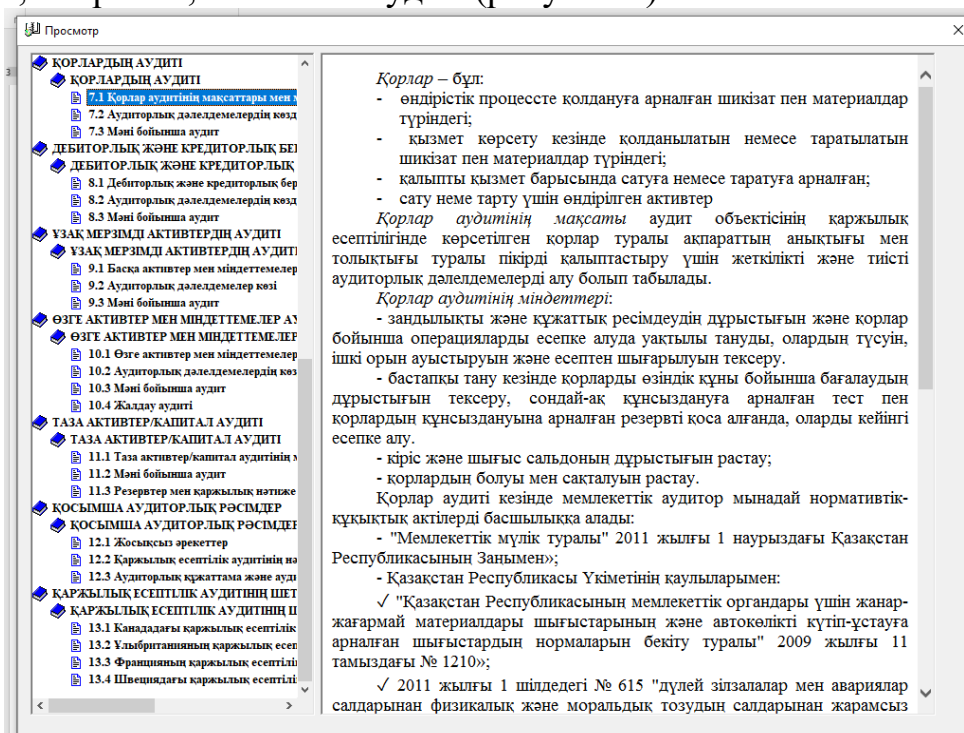 Просмотр
ҚОРЛАРДЫҢ АУДИТІ
ҚОРЛАРДЫҢ АУДИТІ
7.1 Қорлар аудитінің мақсаттары мен
7.2 Аудиторлық дәлелдемелердің көзд
7.3 Мәні бойынша аудит
ДЕБИТОРЛЫҚ ЖӘНЕ КРЕДИТОРЛЫҚ БЕ
ДЕБИТОРЛЫҚ ЖӘНЕ КРЕДИТОРЛЫҚ
8.1 Дебиторлық және кредиторлық бер
8.2 Аудиторлық дәлелдемелердің көзд
8.3 Мәні бойынша аудит
ҰЗАҚ МЕРЗІМДІ АКТИВТЕРДІҢ АУДИТІ
ҰЗАҚ МЕРЗІМДІ АКТИВТЕРДІҢ АУДИТІ
9.1 Басқа активтер мен міндеттемелер
9.2 Аудиторлық дәлелдемелер көзі
9.3 Мәні бойынша аудит
ӨЗГЕ АКТИВТЕР МЕН МІНДЕТТЕМЕЛЕР АУ
ӨЗГЕ АКТИВТЕР МЕН МІНДЕТТЕМЕЛЕР
10.1 Өзге активтер мен міндеттемелер
10.2 Аудиторлық дәлелдемелердің көз
10.3 Мәні бойынша аудит
10.4 Жалдау аудиті
ТАЗА АКТИВТЕР/КАПИТАЛ АУДИТІ
ТАЗА АКТИВТЕР/КАПИТАЛ АУДИТІ
11.1 Таза активтер/капитал аудитінің м
11.2 Мәні бойынша аудит
11.3 Резервтер мен қаржылық нәтиже
ҚОСЫМША АУДИТОРЛЫҚ РӘСІМДЕР
ҚОСЫМША АУДИТОРЛЫҚ РӘСІМДЕР
12.1 Жосықсыз әрекеттер
12.2 Қаржылық есептілік аудитінің нә
12.3 Аудиторлық құжаттама және ауди
ҚАРЖЫЛЫҚ ЕСЕПТІЛІК АУДИТІНІҢ ШЕТ
ҚАРЖЫЛЫҚ ЕСЕПТІЛІК АУДИТІНІҢ Ш
13.1 Канададағы қаржылық есептілік
13.2 Ұлыбританияның қаржылық есеп
13.3 Францияның қаржылық есептілі
13.4 Швециядағы қаржылық есептілі
Қорлар – бұл:
- өндірістік процессте қолдануға арналған шикізат пен материалдар
түріндегі;
- қызмет көрсету кезінде қолданылатын немесе таратылатын
шикізат пен материалдар түріндегі;
- қалыпты қызмет барысында сатуға немесе таратуға арналған;
- сату неме тарту үшін өндірілген активтер
Қорлар аудитінің мақсаты аудит объектісінің қаржылық
есептілігінде көрсетілген қорлар туралы ақпараттың анықтығы мен
толықтығы туралы пікірді қалыптастыру үшін жеткілікті және тиісті
аудиторлық дәлелдемелерді алу болып табылады.
Қорлар аудитінің міндеттері:
- заңдылықты және құжаттық ресімдеудің дұрыстығын және қорлар
бойынша операцияларды есепке алуда уақтылы тануды, олардың түсуін,
ішкі орын ауыстыруын және есептен шығарылуын тексеру.
- бастапқы тану кезінде қорларды өзіндік құны бойынша бағалаудың
дұрыстығын тексеру, сондай-ақ құнсыздануға арналған тест пен
қорлардың құнсыздануына арналған резервті қоса алғанда, оларды кейінгі
есепке алу.
- кіріс және шығыс сальдоның дұрыстығын растау;
- қорлардың болуы мен сақталуын растау.
Қорлар аудиті кезінде мемлекеттік аудитор мынадай нормативтік-
құқықтық актілерді басшылыққа алады:
- "Мемлекеттік мүлік туралы" 2011 жылғы 1 наурыздағы Қазақстан
Республикасының Заңымен»;
- Қазақстан Республикасы Үкіметінің қаулыларымен:
✓ "Қазақстан Республикасының мемлекеттік органдары үшін жанар-
жағармай материалдары шығыстарының және автокөлікті күтіп-ұстауға
арналған шығыстардың нормаларын бекіту туралы" 2009 жылғы 11
тамыздағы № 1210»;
✓ 2011 жылғы 1 шілдедегі № 615 "дүлей зілзалалар мен авариялар
салдарынан физикалық және моральдық тозудың салдарынан жарамсыз